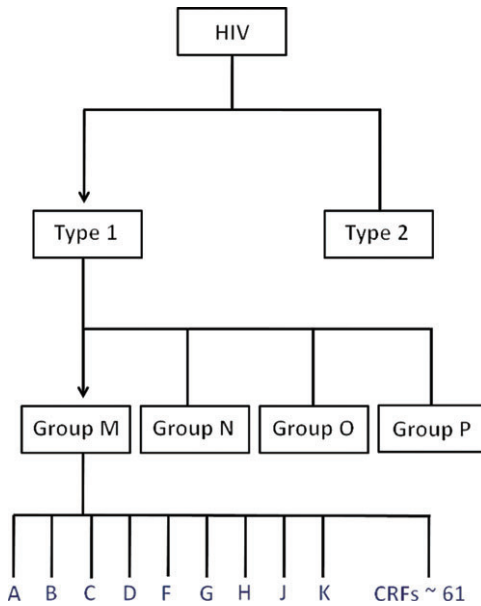 HIV
Type 1 Type 2
Group M Group N Group O Group P
A B C D F G H J K CRFs ~ 61